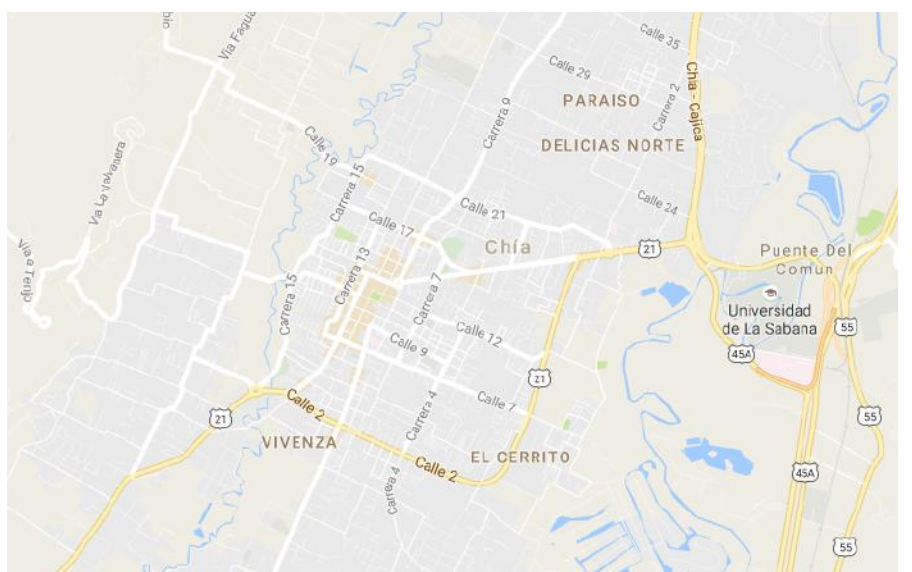 Vía Fagua
Calle 35
Calle 29
Chía - Cajica
PARAISO
Carrera 2
Carrera 9
DELICIAS NORTE
Calle 19
Vía La Valvanera
Carrera 15
Calle 21
Calle 24
Calle 17
Chía
21
Puente Del
Común
Carrera 13
Vía a Tenjo
Carrera 7
Carrera 15
Universidad
de La Sabana
55
Calle 12
Calle 9
45A
21
Calle 2
Carrera 4
Calle 7
21
55
VIVENZA
EL CERRITO
Calle 2
Carrera 4
45A
55